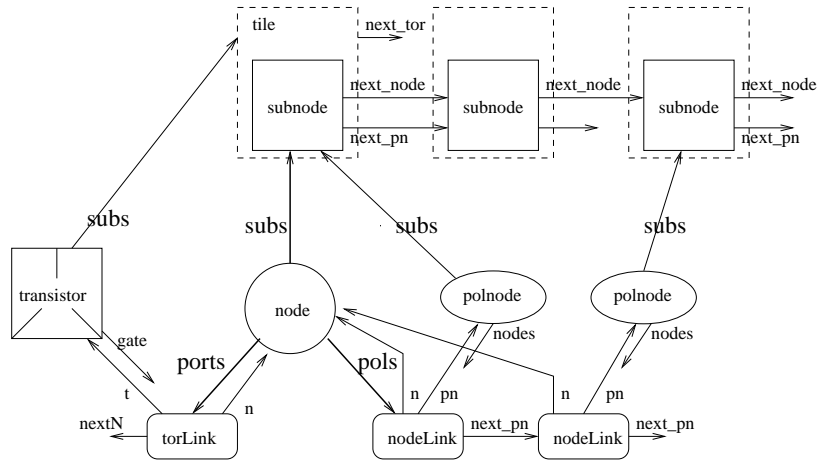 tile
next_tor
next_node
next_node
next_node
subnode
subnode
subnode
next_pn
next_pn
subs
subs
subs
subs
transistor
node
polnode
polnode
gate
nodes
nodes
ports
pols
t
n
n
pn
n
pn
nextN
torLink
nodeLink
next_pn
nodeLink
next_pn